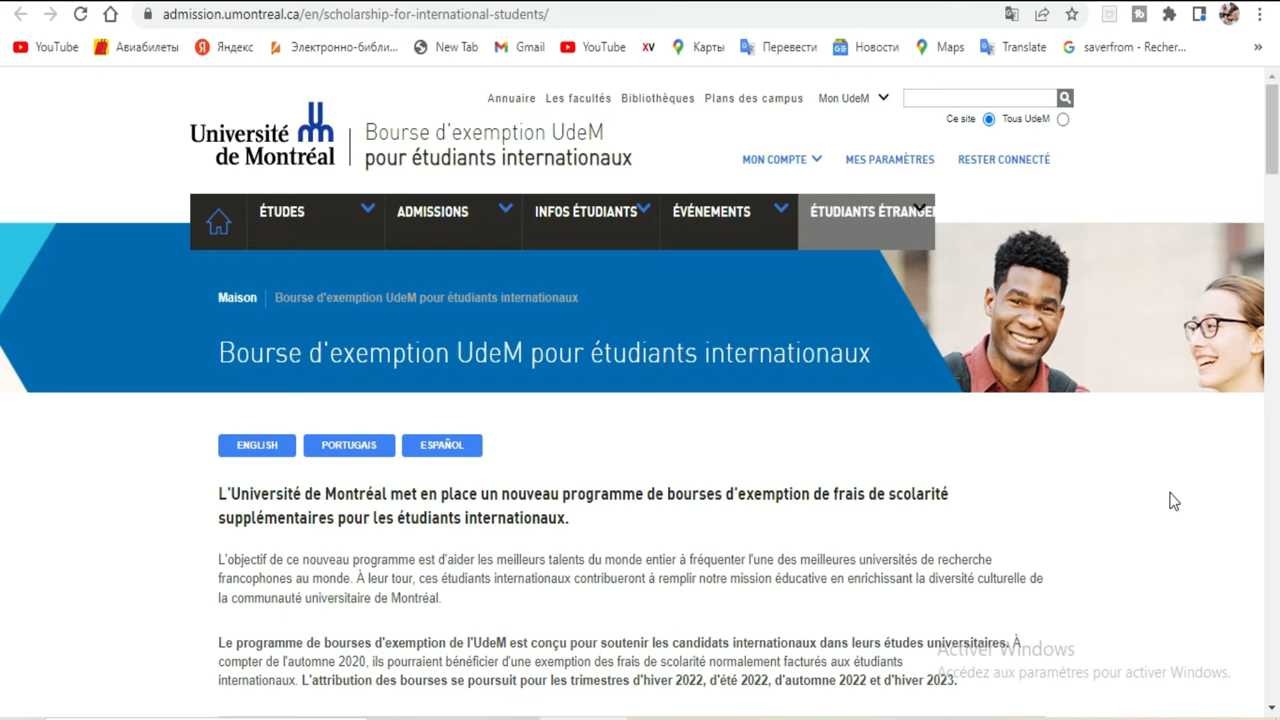 admission.umontreal.ca/en/scholarship-for-international-students/
YouTube Авиабилеты Яндекс Электронно-библи... New Tab Gmail YouTube XV Карты Перевести Новости Maps Translate saverfrom - Recher... »
Annuaire Les facultés Bibliothèques Plans des campus Mon UdeM
Ce site Tous UdeM
Université
de Montréal
Bourse d'exemption UdeM
pour étudiants internationaux
MON COMPTE MES PARAMÈTRES RESTER CONNECTÉ
ÉTUDES ADMISSIONS INFOS ÉTUDIANTS ÉVÉNEMENTS ÉTUDIANTS ÉTRANGER
Maison Bourse d'exemption UdeM pour étudiants internationaux
Bourse d'exemption UdeM pour étudiants internationaux
ENGLISH PORTUGAIS ESPAÑOL
L'Université de Montréal met en place un nouveau programme de bourses d'exemption de frais de scolarité
supplémentaires pour les étudiants internationaux.
L'objectif de ce nouveau programme est d'aider les meilleurs talents du monde entier à fréquenter l'une des meilleures universités de recherche
francophones au monde. À leur tour, ces étudiants internationaux contribueront à remplir notre mission éducative en enrichissant la diversité culturelle de
la communauté universitaire de Montréal.
Le programme de bourses d'exemption de l'UdeM est conçu pour soutenir les candidats internationaux dans leurs études universitaires. À
compter de l'automne 2020, ils pourraient bénéficier d'une exemption des frais de scolarité normalement facturés aux étudiants
internationaux. L'attribution des bourses se poursuit pour les trimestres d'hiver 2022, d'été 2022, d'automne 2022 et d'hiver 2023.
Activer Windows
Accédez aux paramètres pour activer Windows.